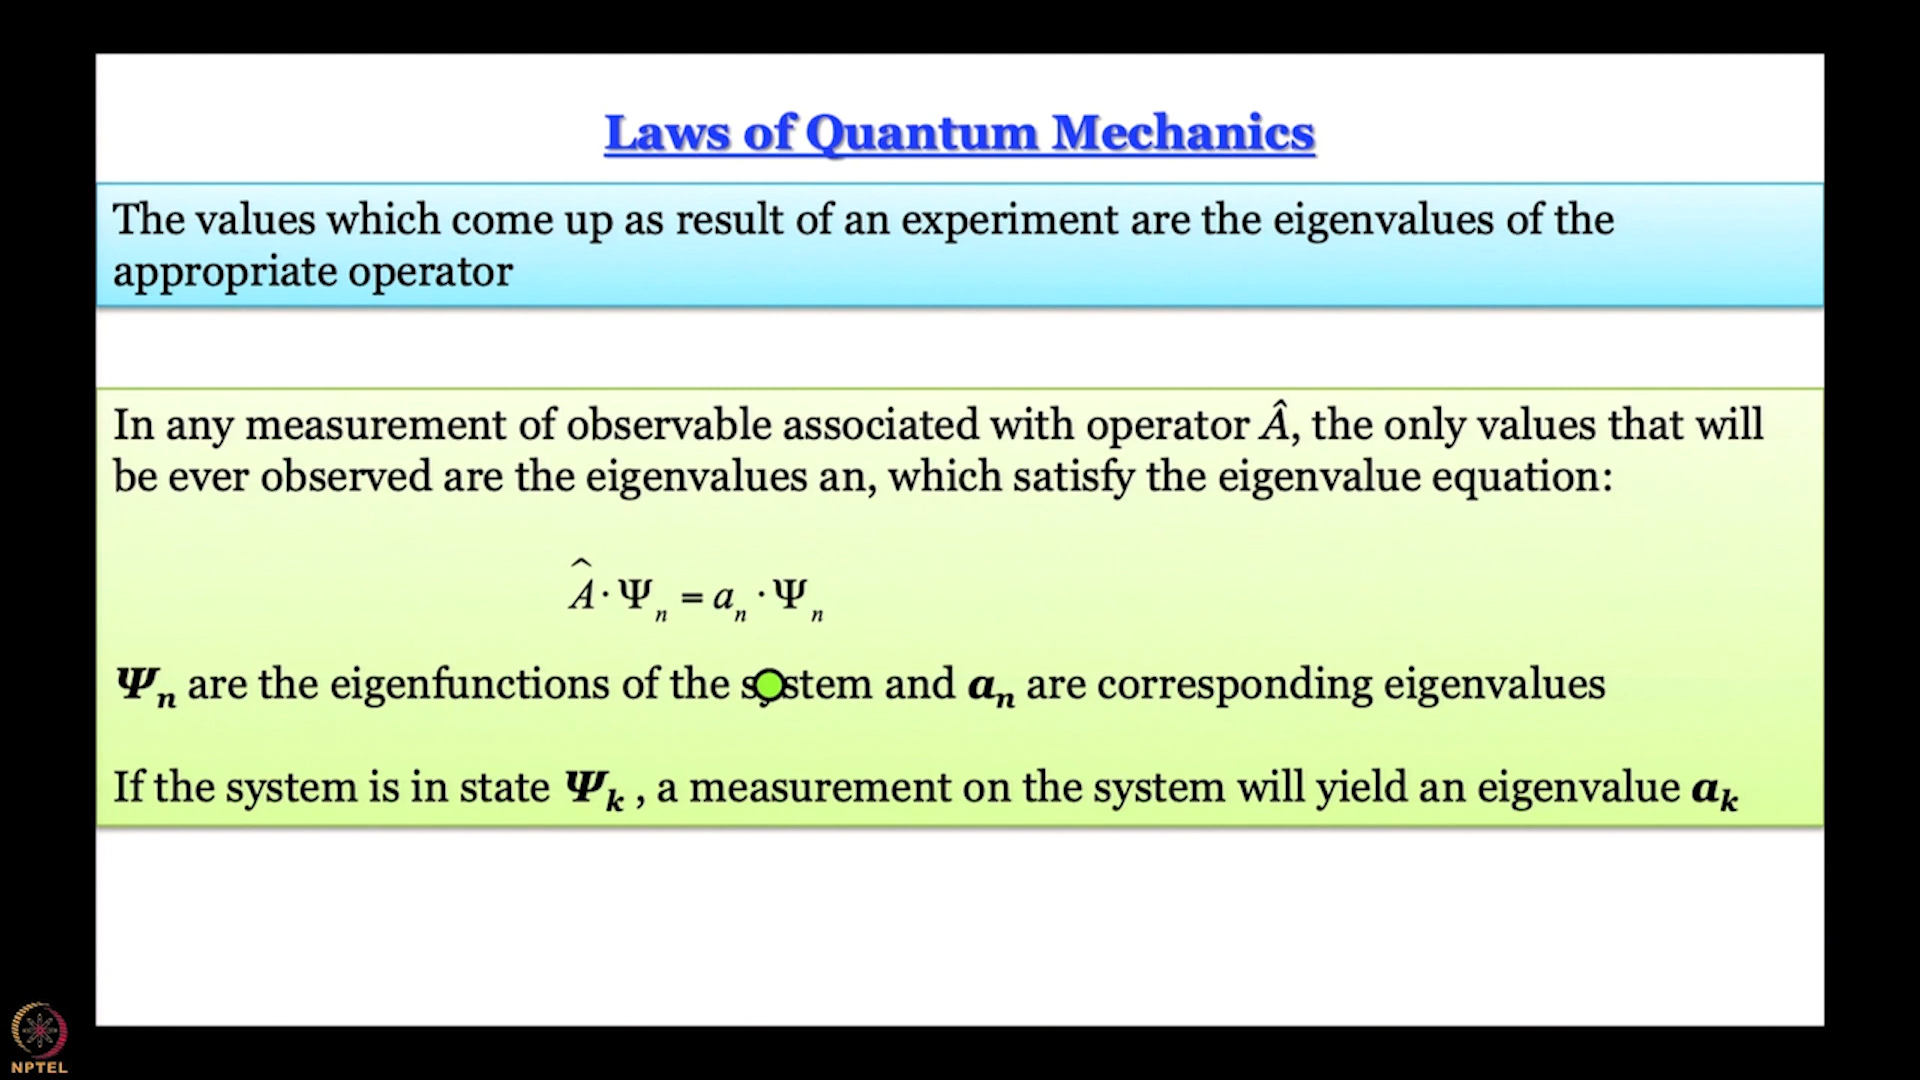 Laws of Quantum Mechanics
The values which come up as result of an experiment are the eigenvalues of the
appropriate operator
In any measurement of observable associated with operator Â, the only values that will
be ever observed are the eigenvalues an, which satisfy the eigenvalue equation:
Â · Ψₙ = aₙ · Ψₙ
Ψₙ are the eigenfunctions of the system and aₙ are corresponding eigenvalues
If the system is in state Ψₖ , a measurement on the system will yield an eigenvalue aₖ
NPTEL